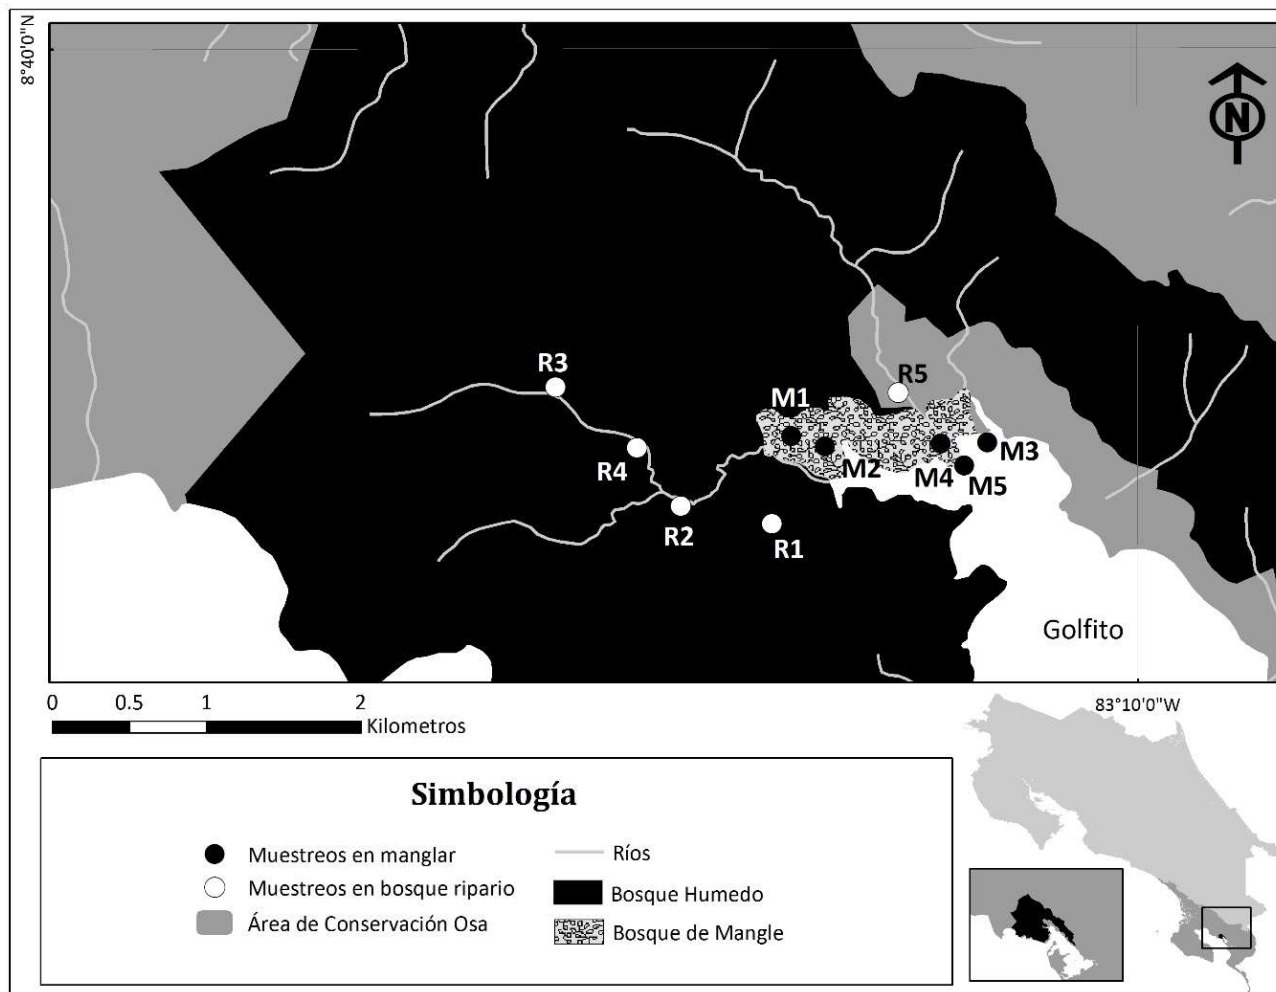 8°40'0"N
N
R3
M1
R5
R4
M2
M4
M3
M5
R2
R1
Golfito
0 0.5 1 2
Kilometros
83°10'0"W
Simbología
Muestreos en manglar
Muestreos en bosque ripario
Área de Conservación Osa
Ríos
Bosque Humedo
Bosque de Mangle